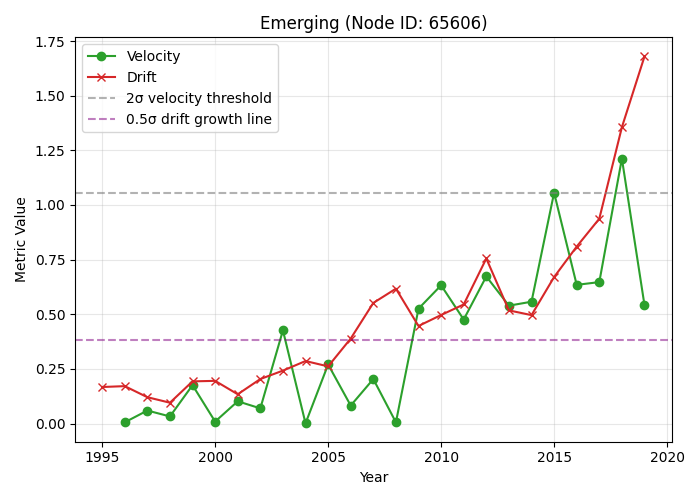 Emerging (Node ID: 65606)
Velocity
Drift
2σ velocity threshold
0.5σ drift growth line
Metric Value
1.75
1.50
1.25
1.00
0.75
0.50
0.25
0.00
1995 2000 2005 2010 2015 2020
Year